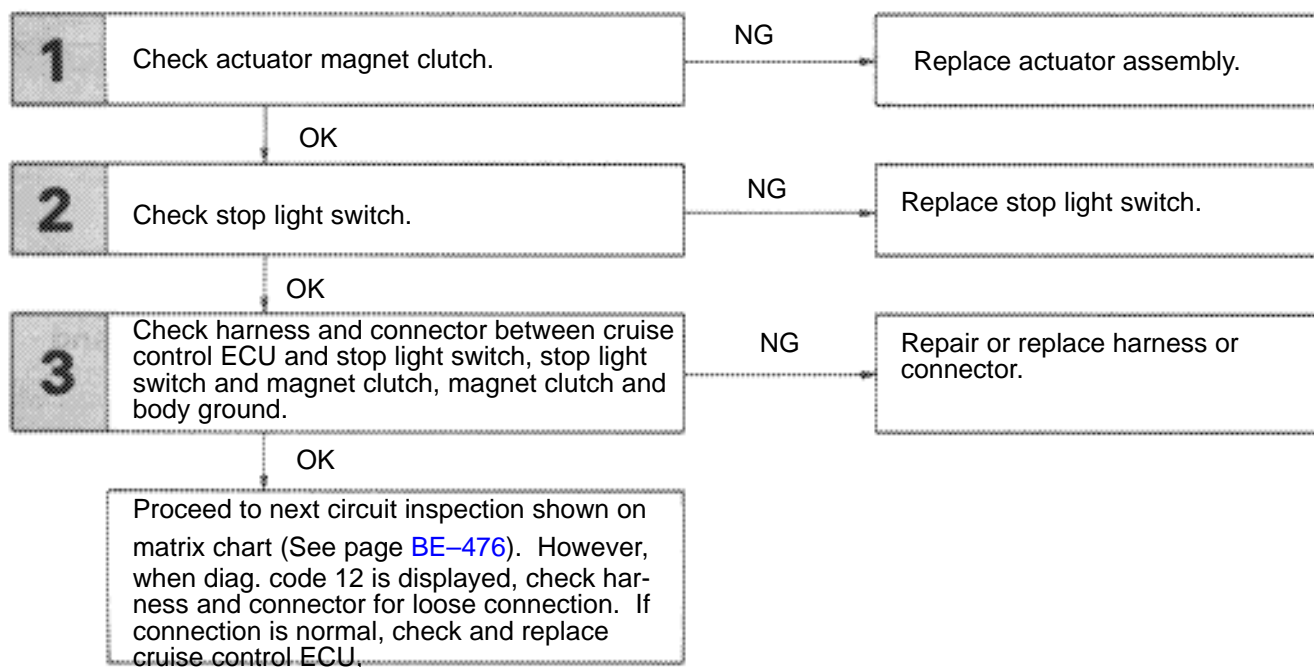 1
Check actuator magnet clutch.
NG
Replace actuator assembly.
OK
2
Check stop light switch.
NG
Replace stop light switch.
OK
3
Check harness and connector between cruise
control ECU and stop light switch, stop light
switch and magnet clutch, magnet clutch and
body ground.
NG
Repair or replace harness or
connector.
OK
Proceed to next circuit inspection shown on
matrix chart (See page BE–476). However,
when diag. code 12 is displayed, check har-
ness and connector for loose connection. If
connection is normal, check and replace
cruise control ECU.